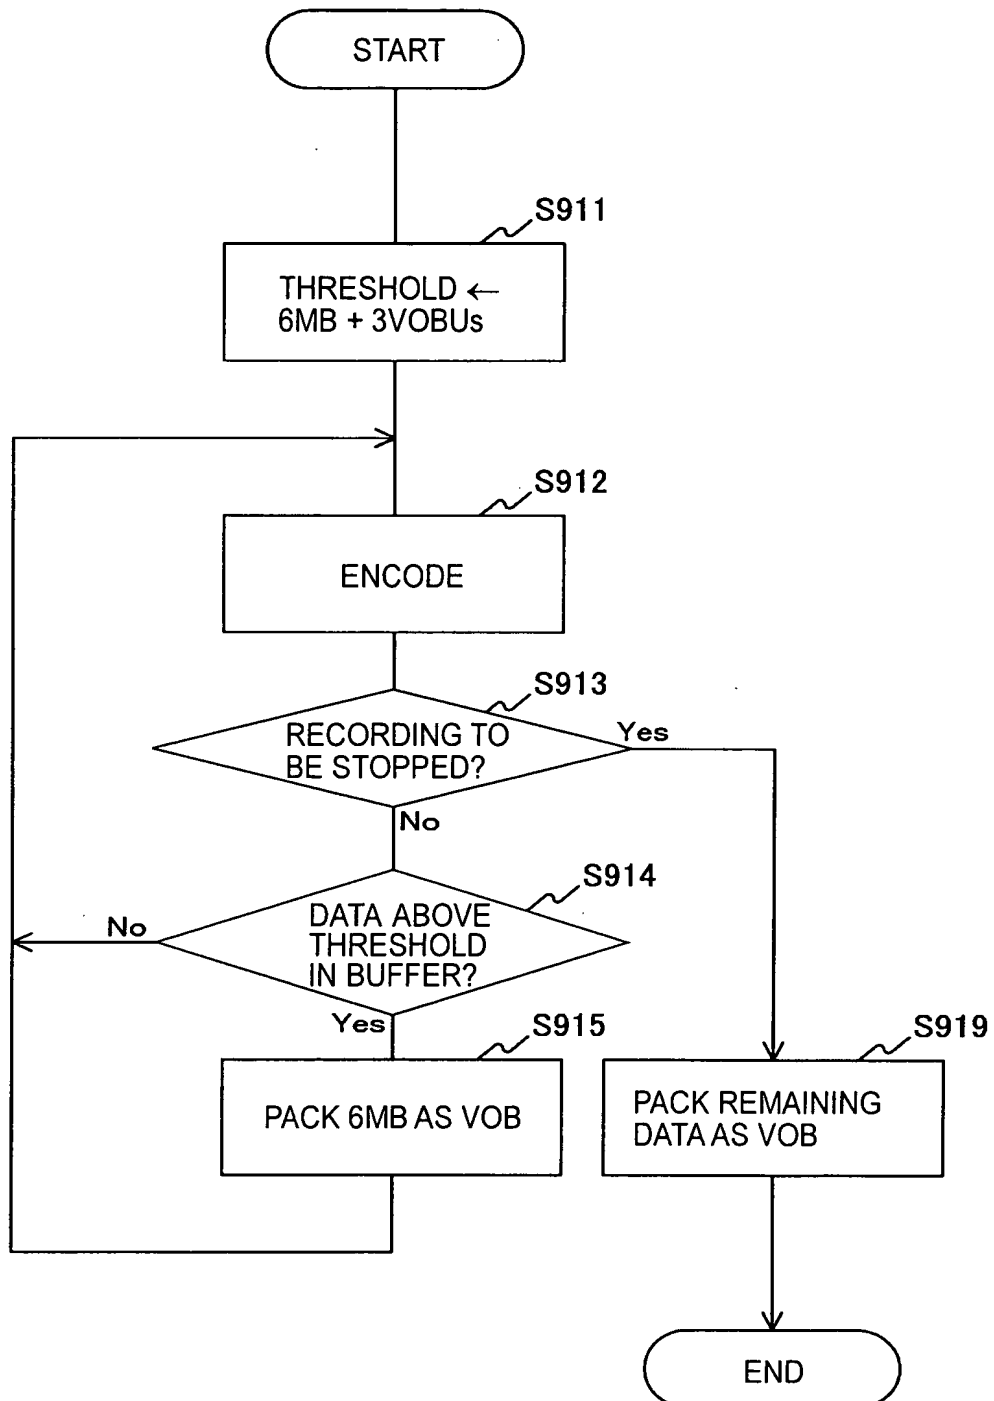 START
S911
THRESHOLD ←
6MB + 3VOBUs
S912
ENCODE
S913
RECORDING TO
BE STOPPED?
Yes
No
S914
DATA ABOVE
THRESHOLD
IN BUFFER?
No
Yes
S915
PACK 6MB AS VOB
S919
PACK REMAINING
DATA AS VOB
END